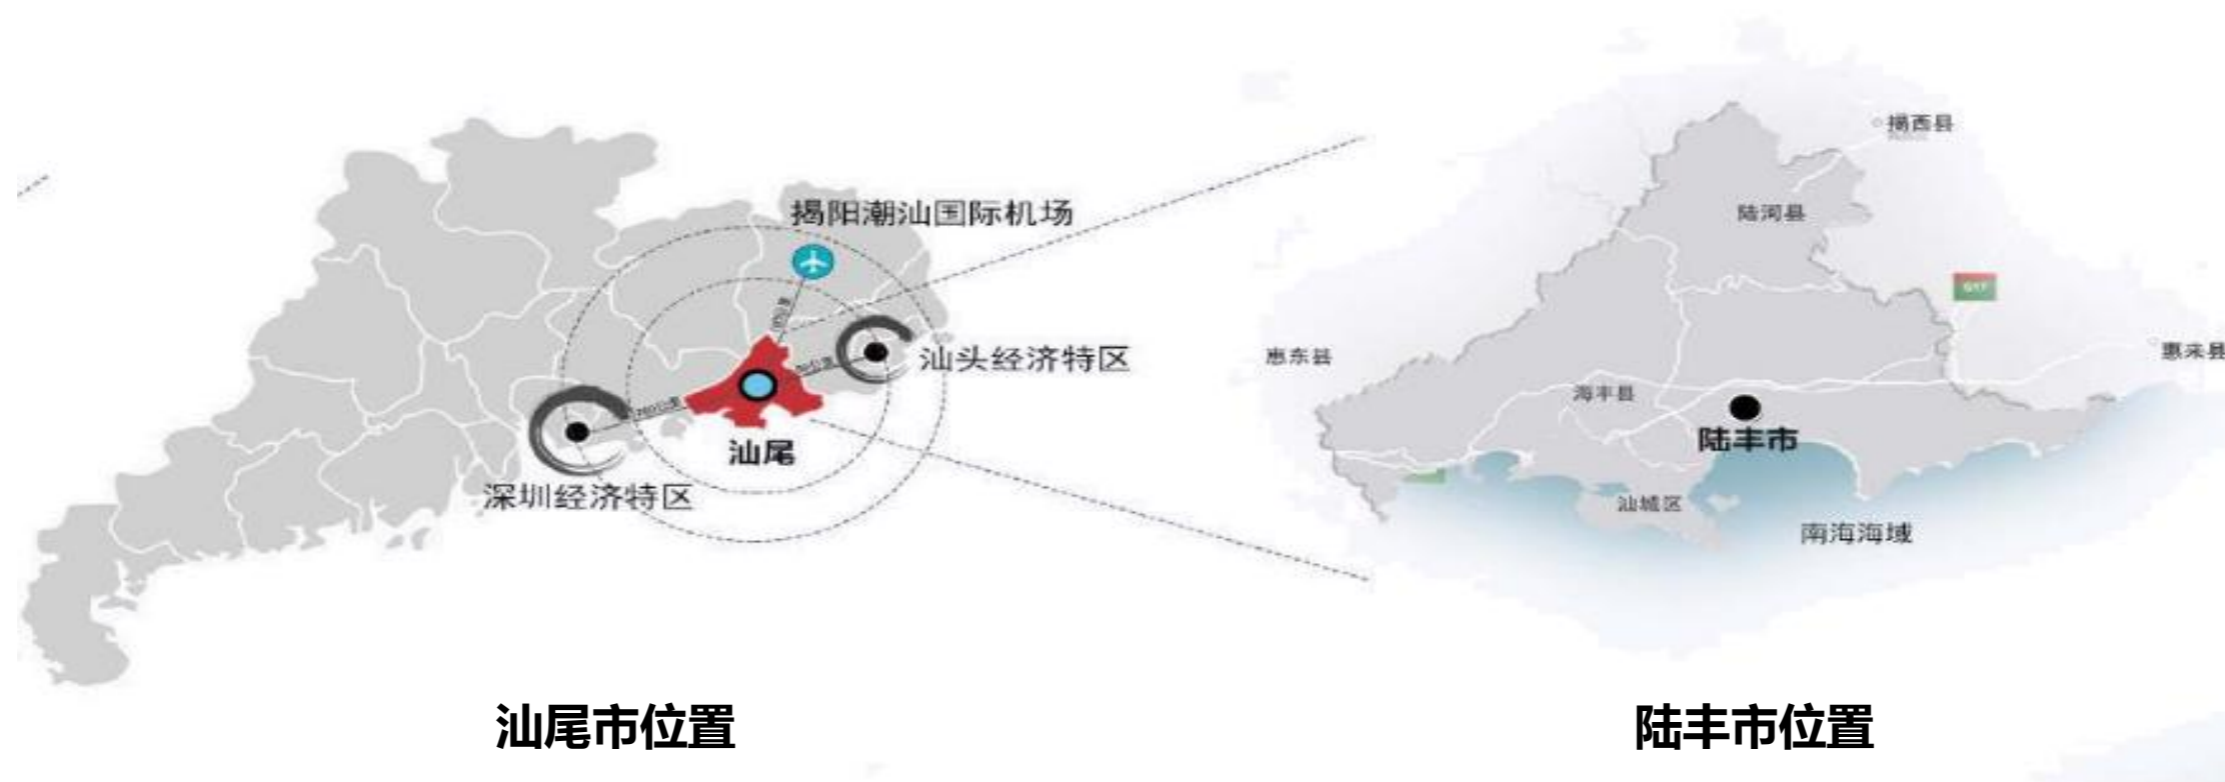 揭阳潮汕国际机场
汕头经济特区
汕尾
深圳经济特区
汕尾市位置
揭西县
陆河县
惠东县
惠来县
海丰县
陆丰市
汕城区
南海海域
陆丰市位置